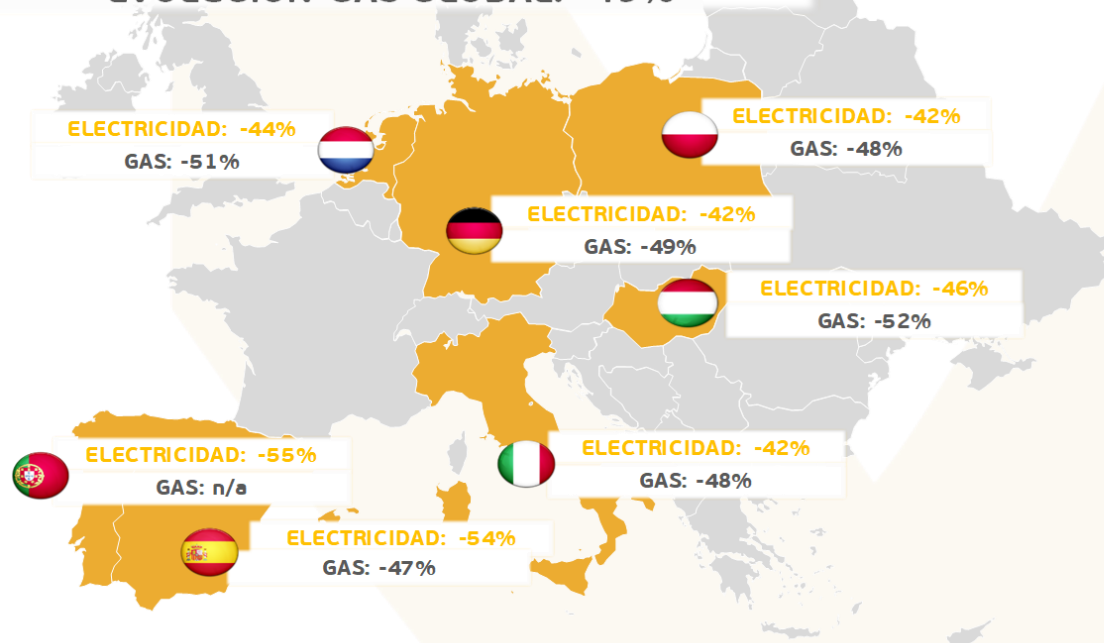 ELECTRICIDAD: -44%
GAS: -51%
ELECTRICIDAD: -42%
GAS: -48%
ELECTRICIDAD: -42%
GAS: -49%
ELECTRICIDAD: -46%
GAS: -52%
ELECTRICIDAD: -55%
GAS: n/a
ELECTRICIDAD: -42%
GAS: -48%
ELECTRICIDAD: -54%
GAS: -47%